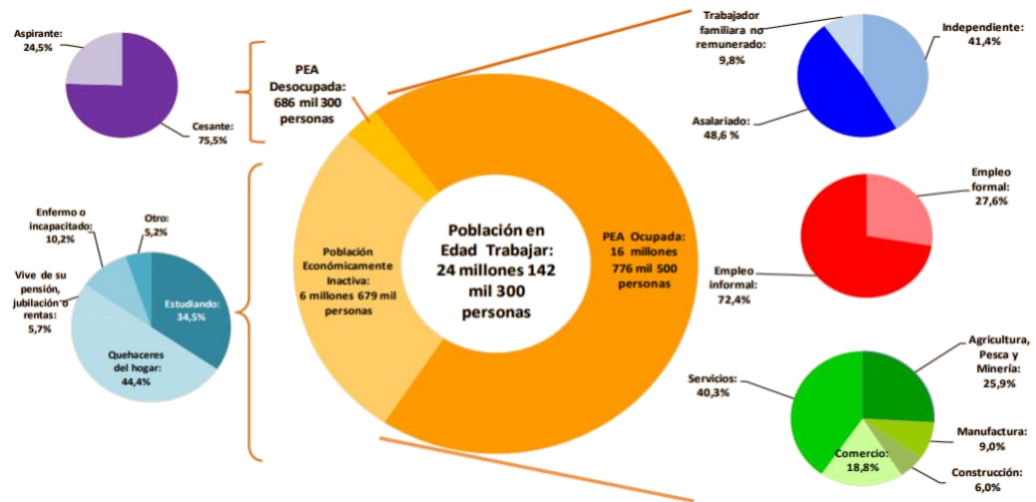 Aspirante:
24,5%
Cesante:
75,5%
PEA
Desocupada:
686 mil 300
personas
Enfermo o
incapacitado:
10,2%
Otro:
5,2%
Vive de su
pensión,
jubilación o
rentas:
5,7%
Estudiando:
34,5%
Quehaceres
del hogar:
44,4%
Población
Económicamente
Inactiva:
6 millones 679 mil
personas
Población en
Edad Trabajar:
24 millones 142
mil 300
personas
PEA Ocupada:
16 millones
776 mil 500
personas
Trabajador
familiara no
remunerado:
9,8%
Independiente:
41,4%
Asalariado:
48,6 %
Empleo
formal:
27,6%
Empleo
informal:
72,4%
Agricultura,
Pesca y
Minería:
25,9%
Servicios:
40,3%
Manufactura:
9,0%
Comercio:
18,8%
Construcción:
6,0%